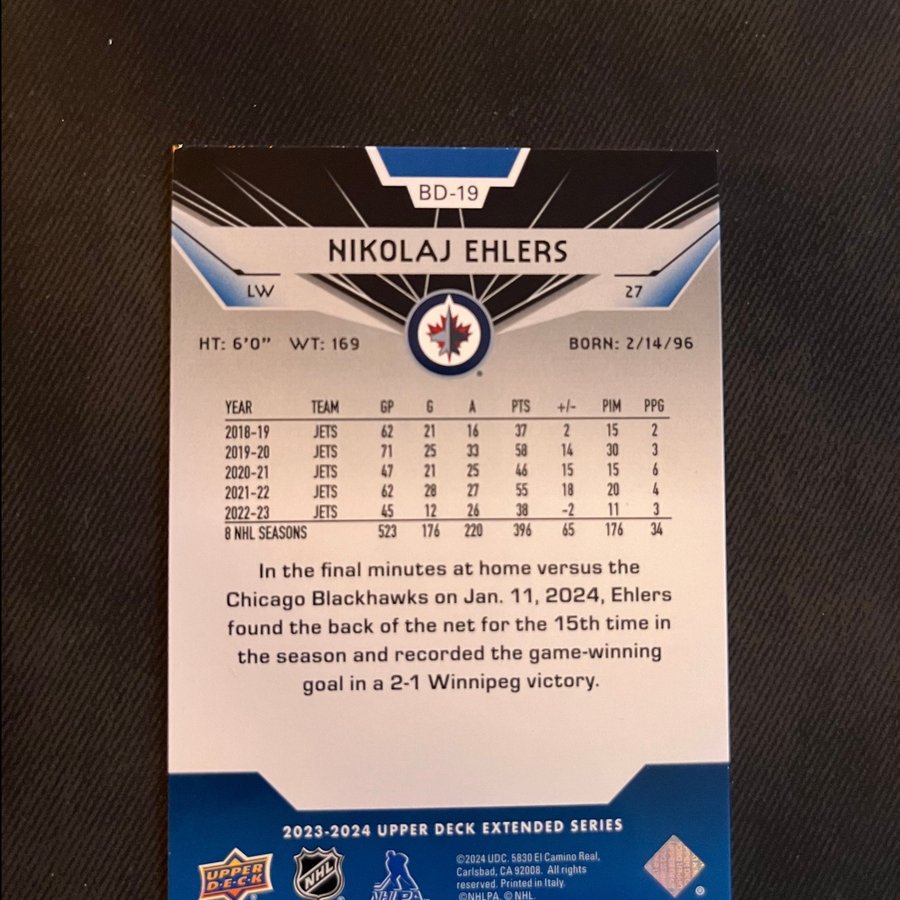 BD-19
NIKOLAJ EHLERS
LW 27
HT: 6'0" WT: 169 BORN: 2/14/96
YEAR TEAM GP G A PTS +/- PIM PPG
2018-19 JETS 62 21 16 37 2 15 2
2019-20 JETS 71 25 33 58 14 30 3
2020-21 JETS 47 21 25 46 15 15 6
2021-22 JETS 62 28 27 55 18 20 4
2022-23 JETS 45 12 26 38 -2 11 3
8 NHL SEASONS 523 176 220 396 65 176 34
In the final minutes at home versus the
Chicago Blackhawks on Jan. 11, 2024, Ehlers
found the back of the net for the 15th time in
the season and recorded the game-winning
goal in a 2-1 Winnipeg victory.
2023-2024 UPPER DECK EXTENDED SERIES
UPPER
DECK
NHL
NHLPA
©2024 UDC. 5830 El Camino Real,
Carlsbad, CA 92008. All rights
reserved. Printed in Italy.
©NHLPA. © NHL.